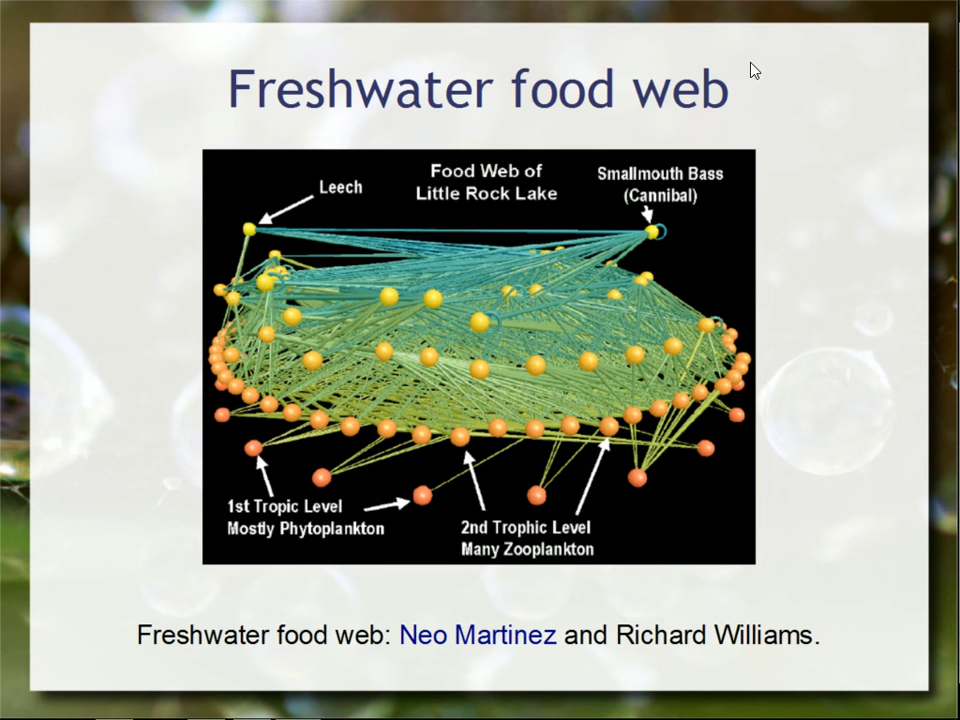 Freshwater food web
Food Web of
Little Rock Lake
Smallmouth Bass
(Cannibal)
Leech
1st Tropic Level
Mostly Phytoplankton
2nd Trophic Level
Many Zooplankton
Freshwater food web: Neo Martinez and Richard Williams.